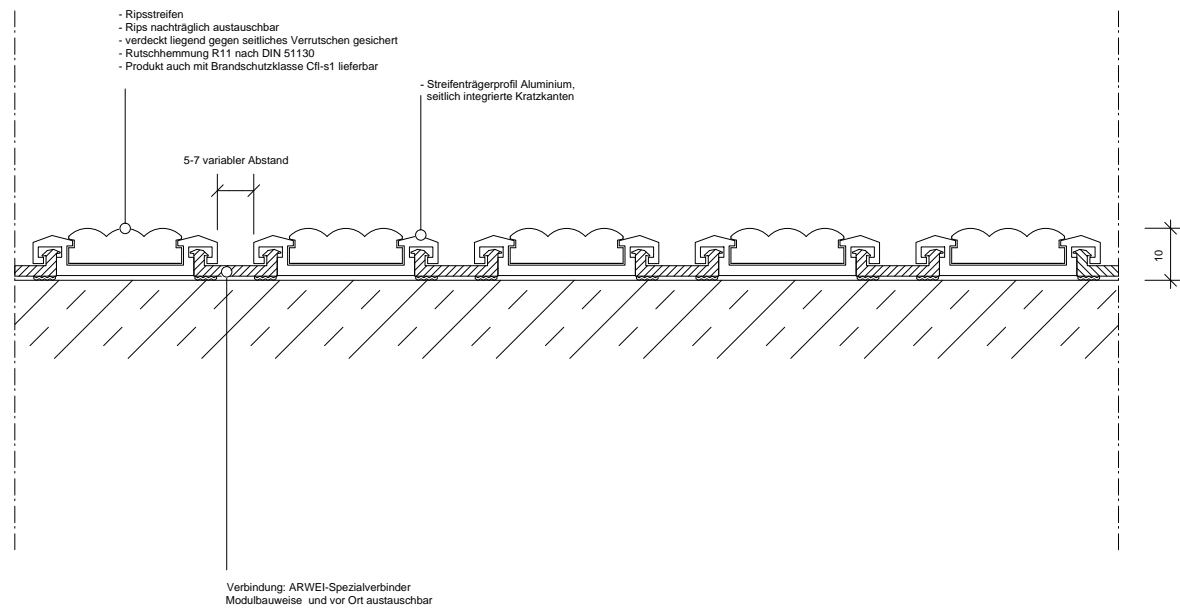 - Ripsstreifen
- Rips nachträglich austauschbar
- verdeckt liegend gegen seitliches Verrutschen gesichert
- Rutschhemmung R11 nach DIN 51130
- Produkt auch mit Brandschutzklasse Cfl-s1 lieferbar
- Streifenträgerprofil Aluminium,
seitlich integrierte Kratzkanten
5-7 variabler Abstand
10
Verbindung: ARWEI-Spezialverbinder
Modulbauweise und vor Ort austauschbar